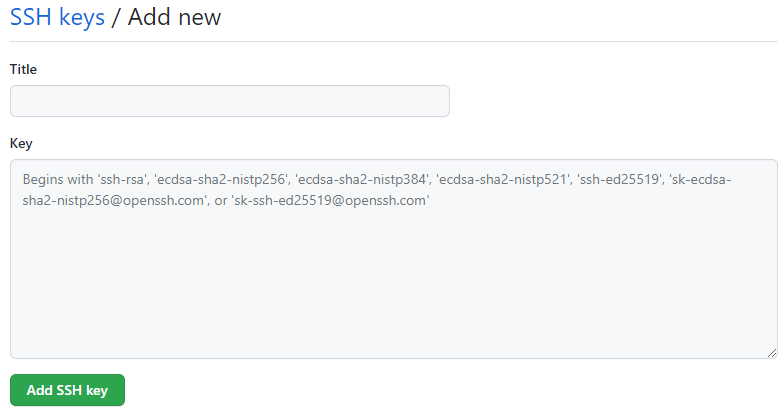 SSH keys / Add new
Title
Key
Begins with 'ssh-rsa', 'ecdsa-sha2-nistp256', 'ecdsa-sha2-nistp384', 'ecdsa-sha2-nistp521', 'ssh-ed25519', 'sk-ecdsa-
sha2-nistp256@openssh.com', or 'sk-ssh-ed25519@openssh.com'
Add SSH key